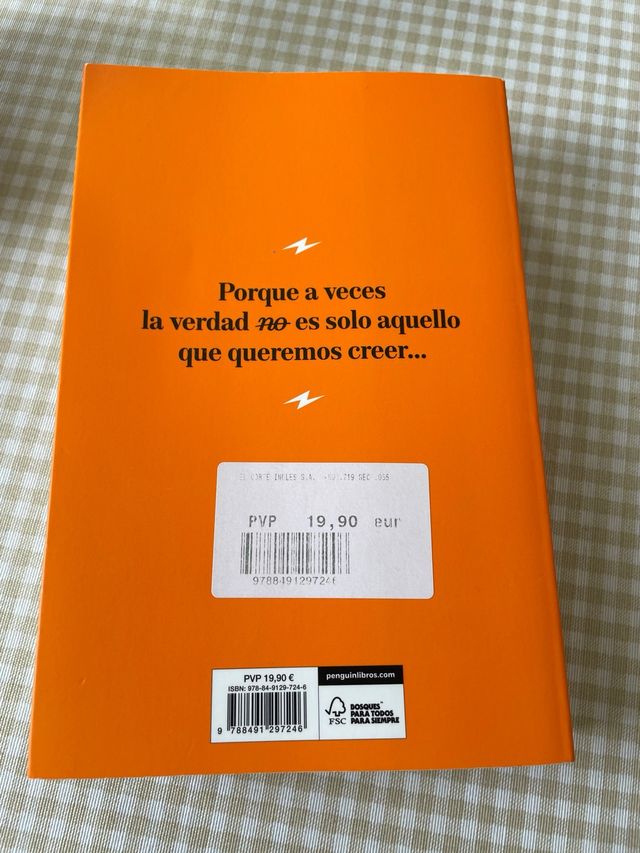 Porque a veces
la verdad no es solo aquello
que queremos creer...
EL CORTE INGLES S.A.
PVP 19,90 eur
9788491297246
PVP 19,90 €
ISBN: 978-84-9129-724-6
9 788491 297246
penguinlibros.com
FSC
BOSQUES™
PARA TODOS
PARA SIEMPRE